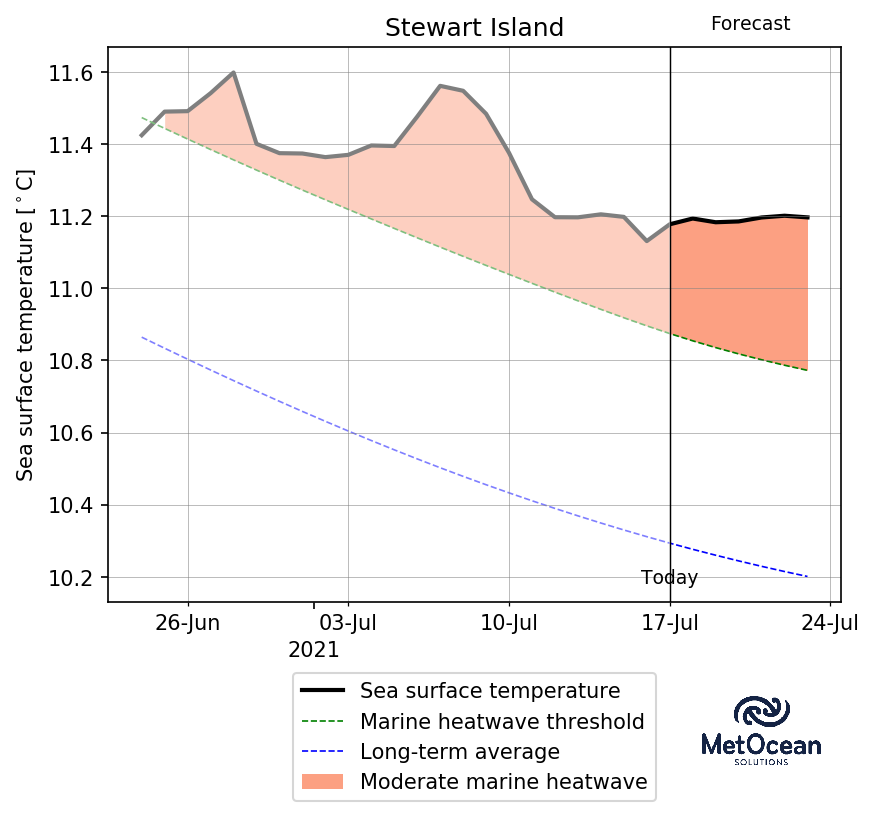 Stewart Island
Forecast
Sea surface temperature [°C]
11.6
11.4
11.2
11.0
10.8
10.6
10.4
10.2
Today
26-Jun
03-Jul
10-Jul
17-Jul
24-Jul
2021
Sea surface temperature
Marine heatwave threshold
Long-term average
Moderate marine heatwave
MetOcean
SOLUTIONS